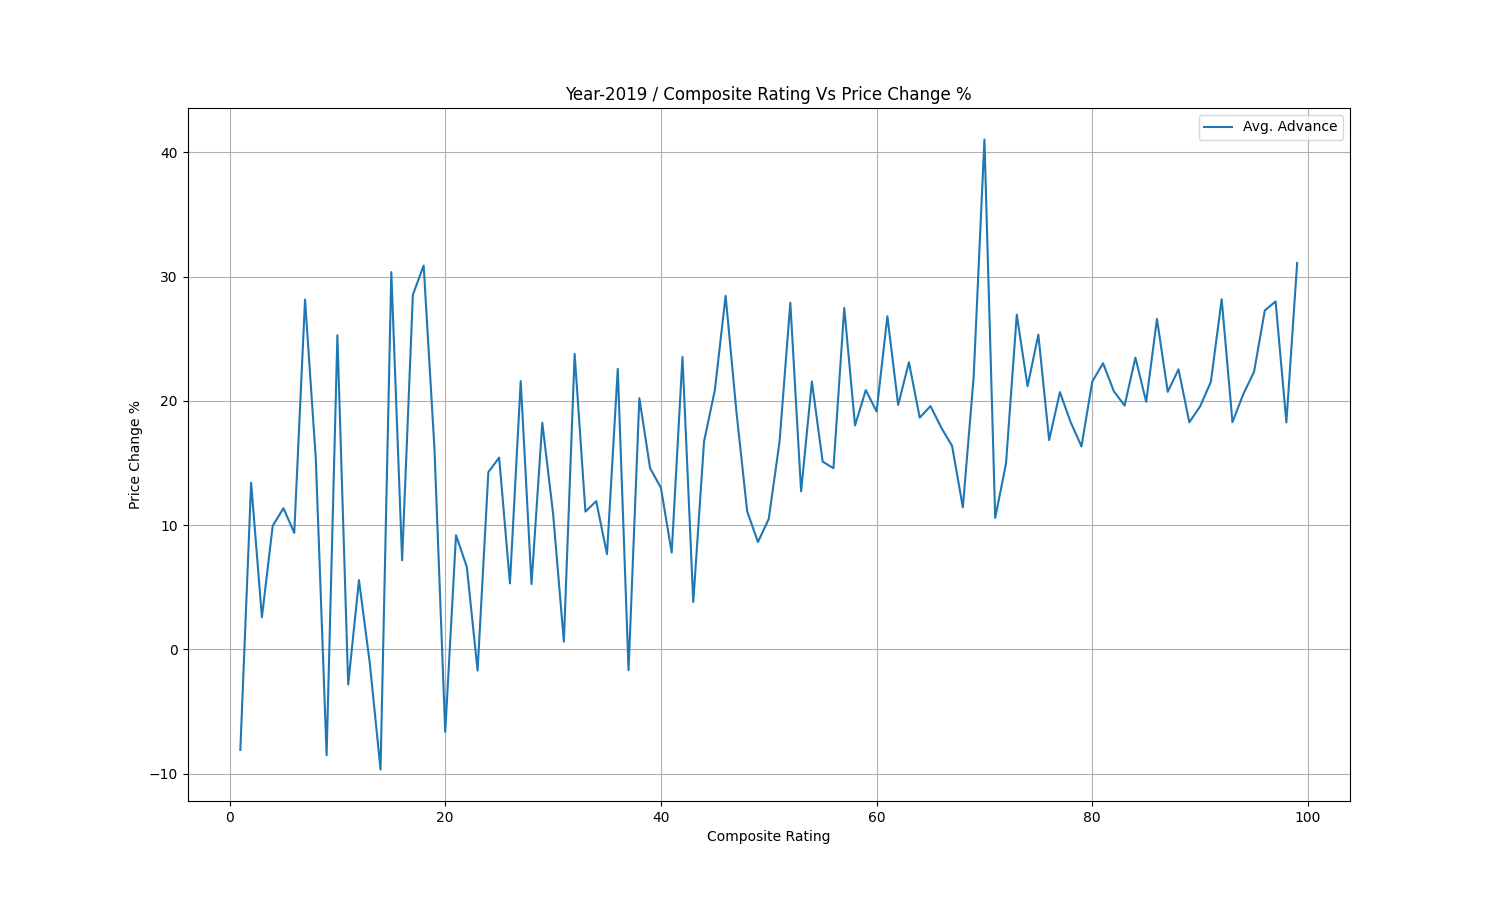 Year-2019 / Composite Rating Vs Price Change %
Avg. Advance
40
30
20
10
0
−10
Price Change %
0 20 40 60 80 100
Composite Rating